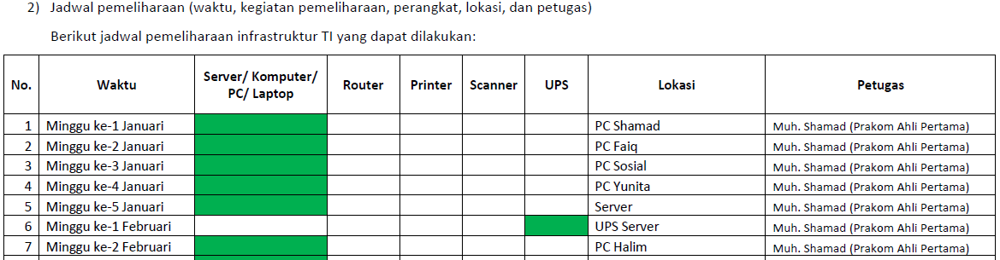 2) Jadwal pemeliharaan (waktu, kegiatan pemeliharaan, perangkat, lokasi, dan petugas)
Berikut jadwal pemeliharaan infrastruktur TI yang dapat dilakukan:
No. Waktu Server/ Komputer/ PC/ Laptop Router Printer Scanner UPS Lokasi Petugas
1 Minggu ke-1 Januari PC Shamad Muh. Shamad (Prakom Ahli Pertama)
2 Minggu ke-2 Januari PC Faiq Muh. Shamad (Prakom Ahli Pertama)
3 Minggu ke-3 Januari PC Sosial Muh. Shamad (Prakom Ahli Pertama)
4 Minggu ke-4 Januari PC Yunita Muh. Shamad (Prakom Ahli Pertama)
5 Minggu ke-5 Januari Server Muh. Shamad (Prakom Ahli Pertama)
6 Minggu ke-1 Februari UPS Server Muh. Shamad (Prakom Ahli Pertama)
7 Minggu ke-2 Februari PC Halim Muh. Shamad (Prakom Ahli Pertama)